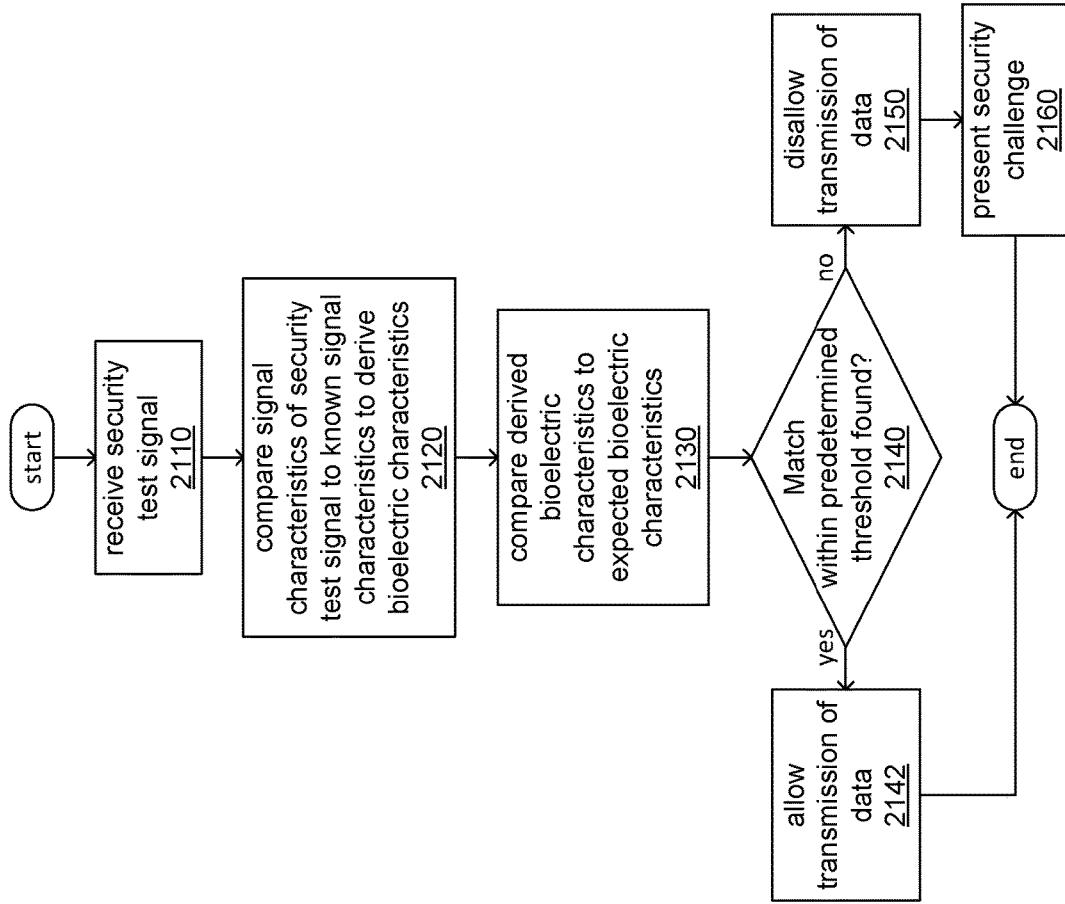 start
receive security
test signal
2110
compare signal
characteristics of security
test signal to known signal
characteristics to derive
bioelectric characteristics
2120
compare derived
bioelectric
characteristics to
expected bioelectric
characteristics
2130
Match
within predetermined
threshold found?
2140
yes
no
allow
transmission of
data
2142
disallow
transmission of
data
2150
present security
challenge
2160
end